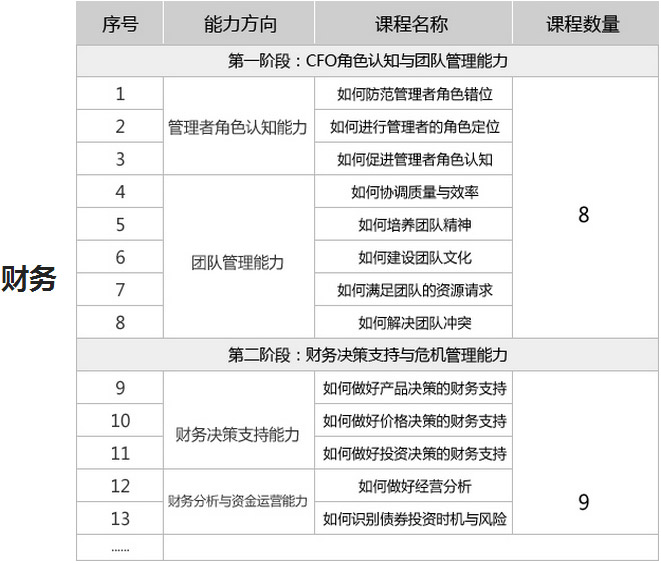 财务
序号 能力方向 课程名称 课程数量
第一阶段：CFO角色认知与团队管理能力
1 管理者角色认知能力 如何防范管理者角色错位 8
2 如何进行管理者的角色定位
3 如何促进管理者角色认知
4 团队管理能力 如何协调质量与效率
5 如何培养团队精神
6 如何建设团队文化
7 如何满足团队的资源请求
8 如何解决团队冲突
第二阶段：财务决策支持与危机管理能力
9 财务决策支持能力 如何做好产品决策的财务支持 9
10 如何做好价格决策的财务支持
11 如何做好投资决策的财务支持
12 财务分析与资金运营能力 如何做好经营分析
13 如何识别债券投资时机与风险
......